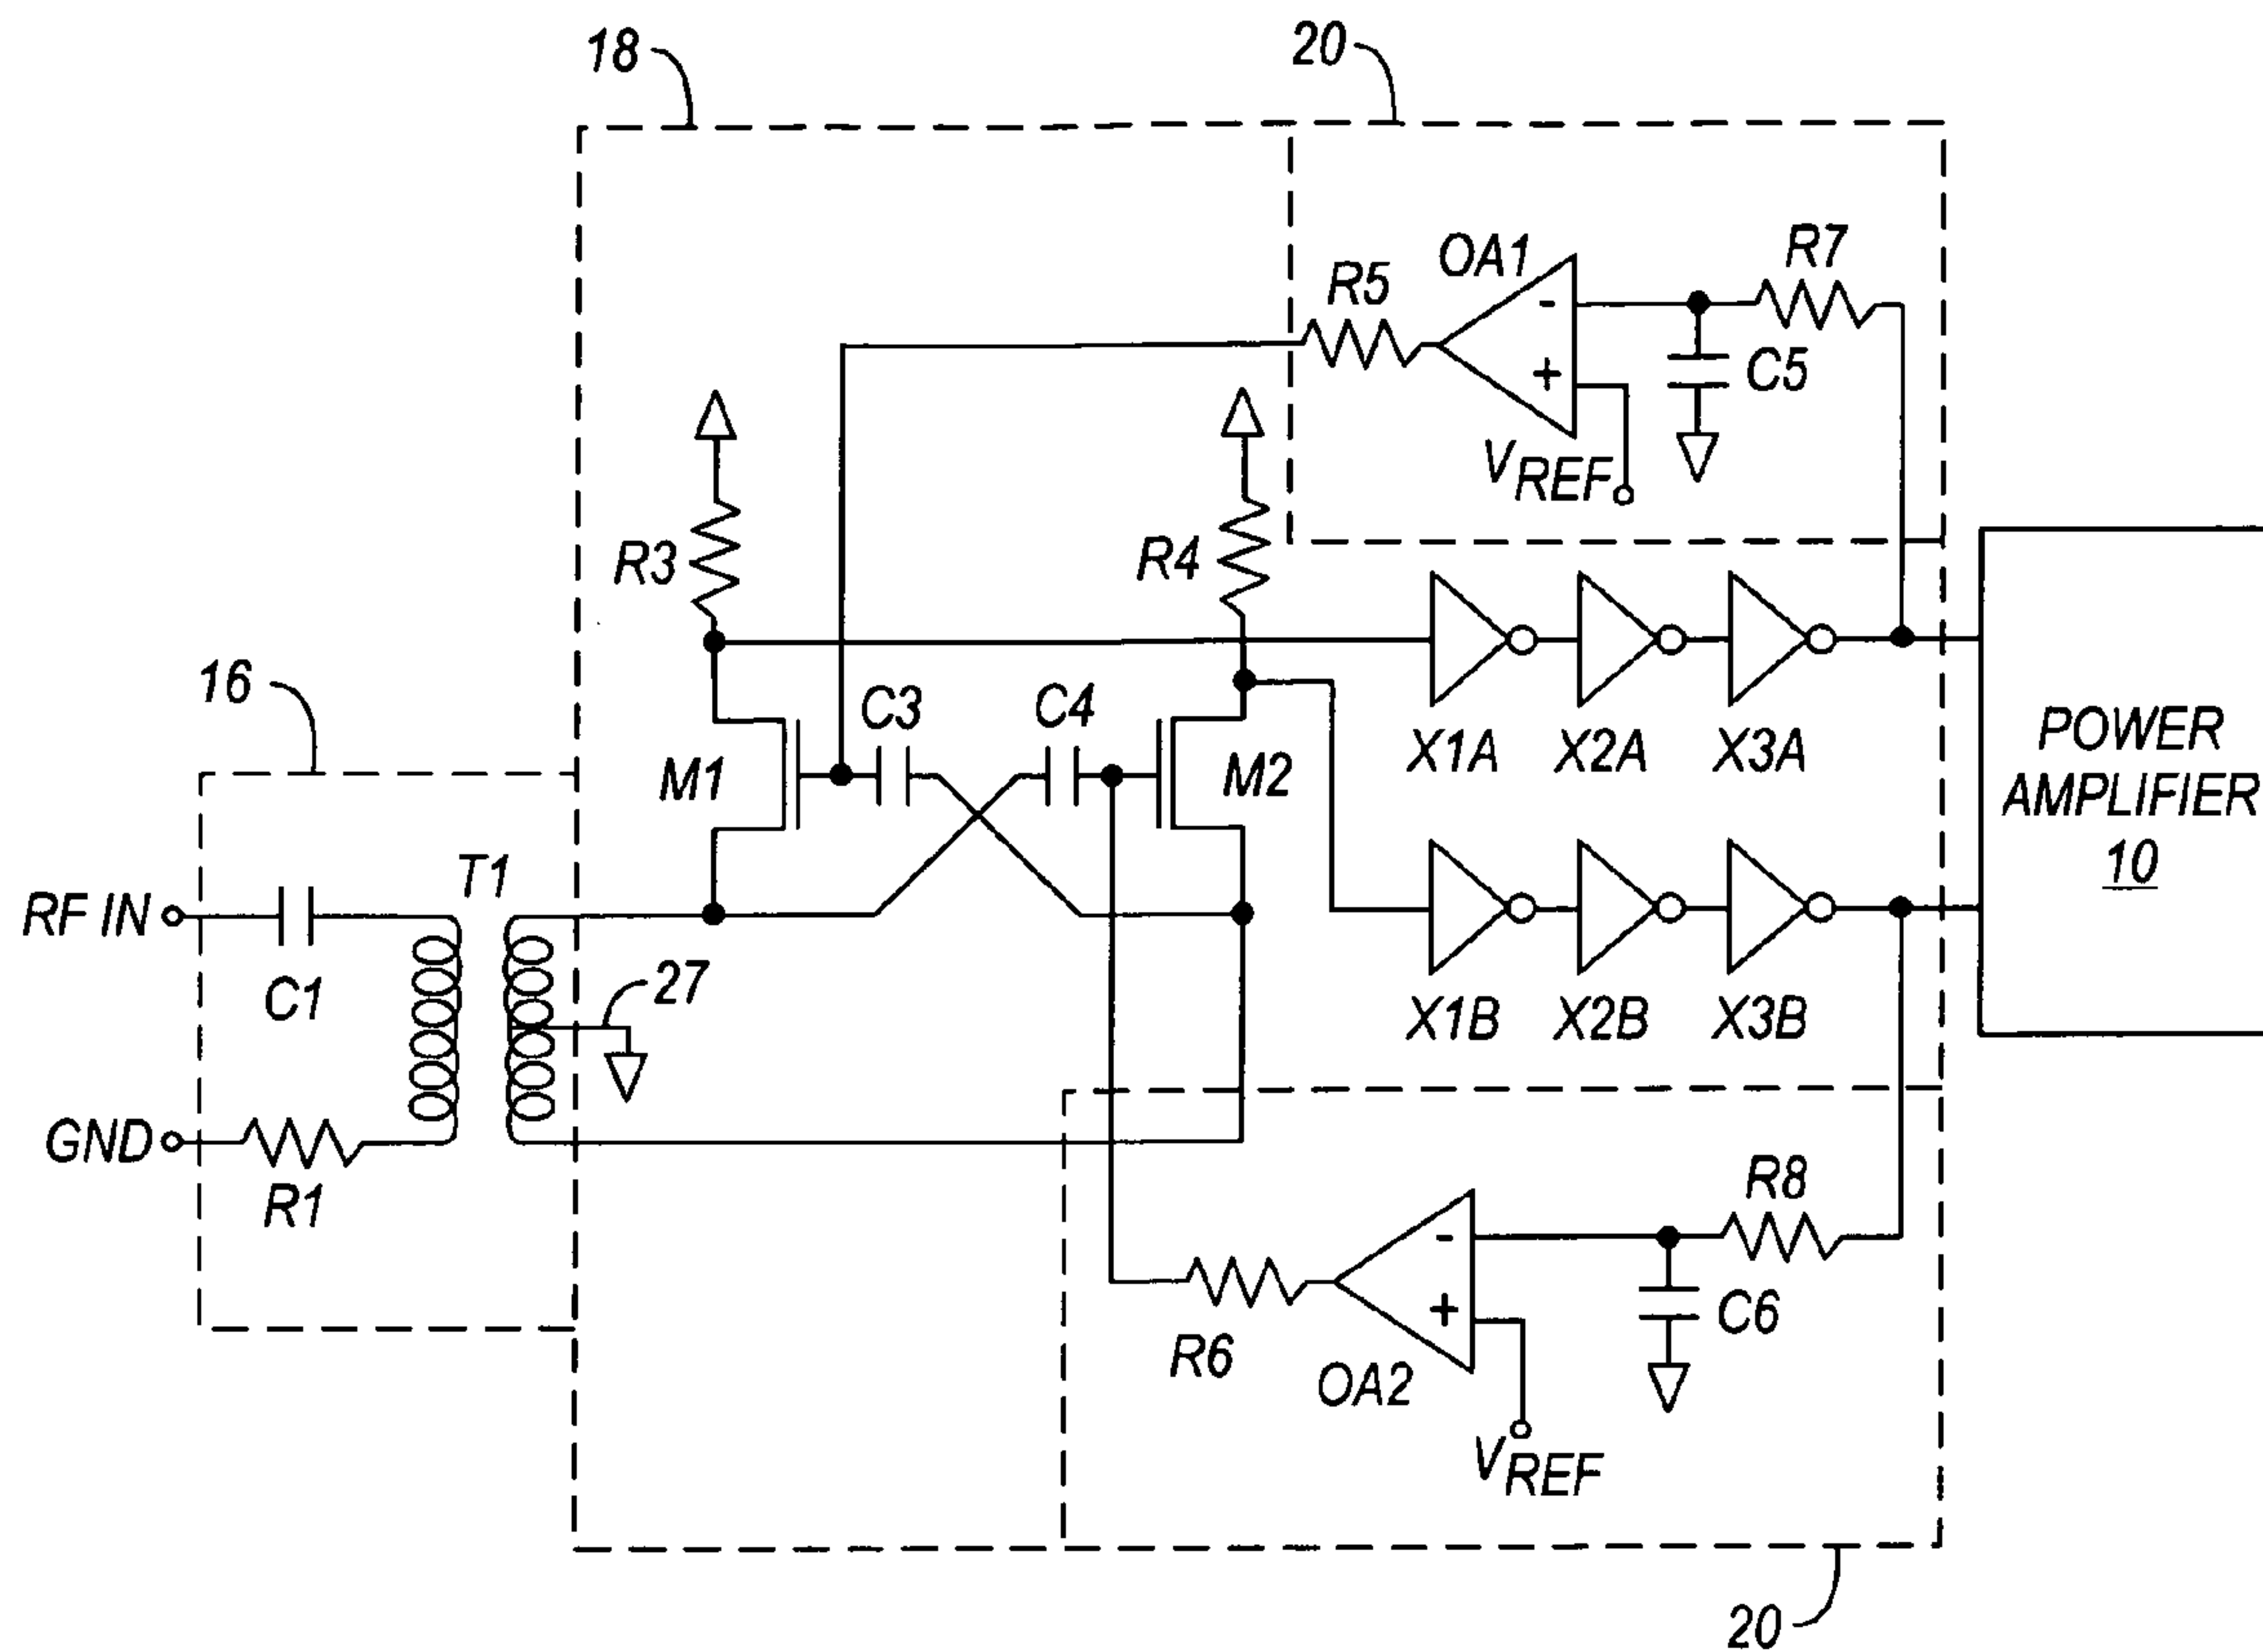 18
20
OA1
R7
R5
-
+
C5
VREF
R3
R4
16
C3
C4
M1
M2
X1A
X2A
X3A
POWER
AMPLIFIER
10
T1
RF IN
C1
27
X1B
X2B
X3B
GND
R1
R8
-
+
C6
R6
OA2
VREF
20